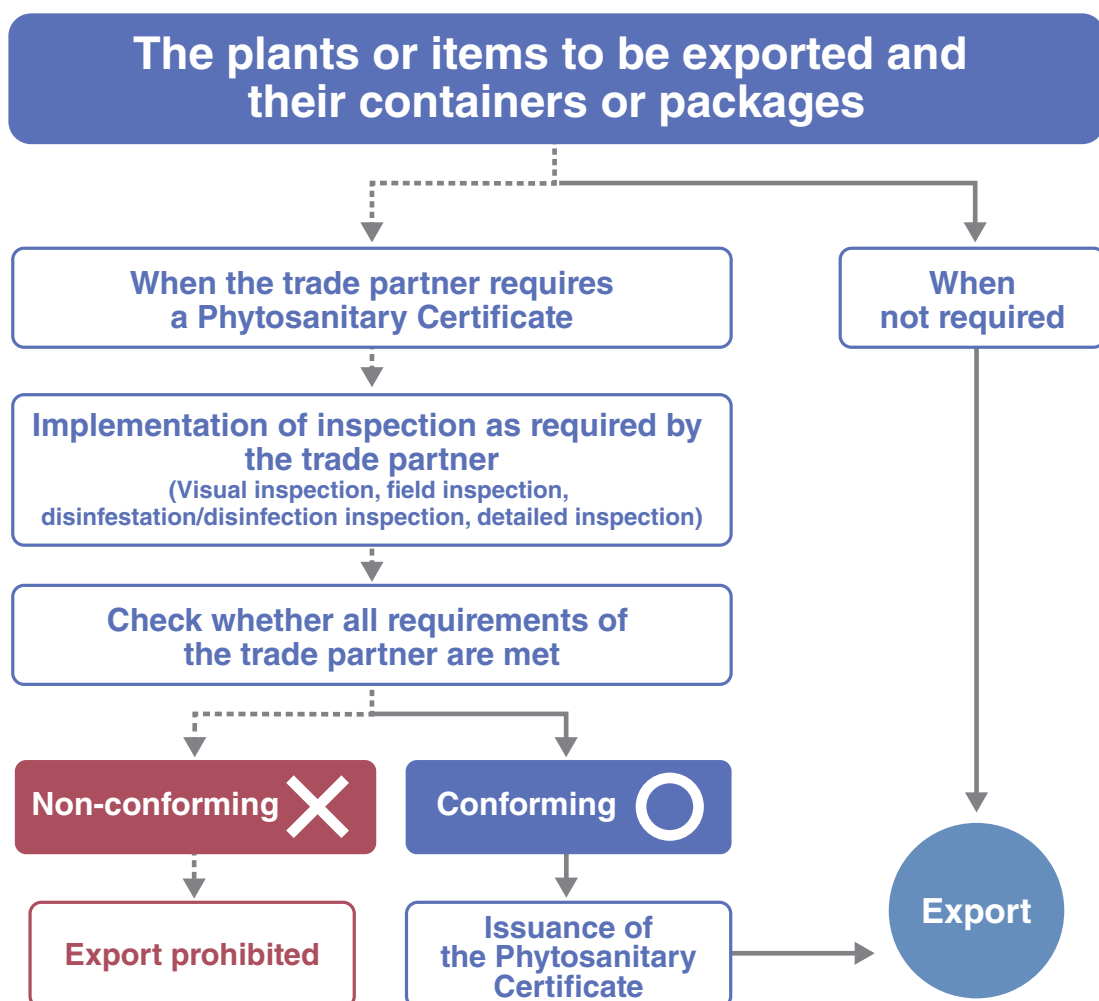 The plants or items to be exported and
their containers or packages
When the trade partner requires
a Phytosanitary Certificate
When
not required
Implementation of inspection as required by
the trade partner
(Visual inspection, field inspection,
disinfestation/disinfection inspection, detailed inspection)
Check whether all requirements of
the trade partner are met
Non-conforming
Conforming
Export prohibited
Issuance of
the Phytosanitary
Certificate
Export